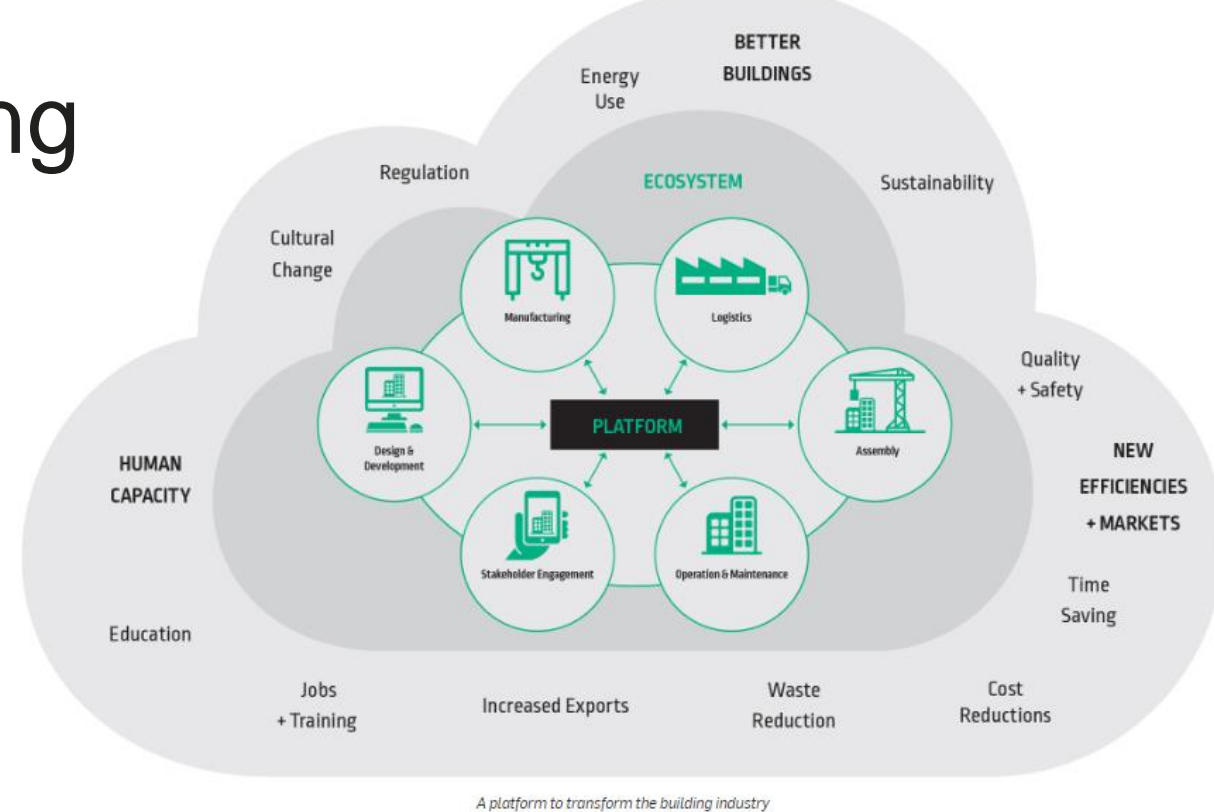 ng
BETTER
BUILDINGS
Energy
Use
Regulation
ECOSYSTEM
Sustainability
Cultural
Change
Manufacturing
Logistics
Quality
+ Safety
PLATFORM
Design &
Development
Assembly
HUMAN
CAPACITY
NEW
EFFICIENCIES
+ MARKETS
Stakeholder Engagement
Operation & Maintenance
Time
Saving
Education
Jobs
+ Training
Increased Exports
Waste
Reduction
Cost
Reductions
A platform to transform the building industry